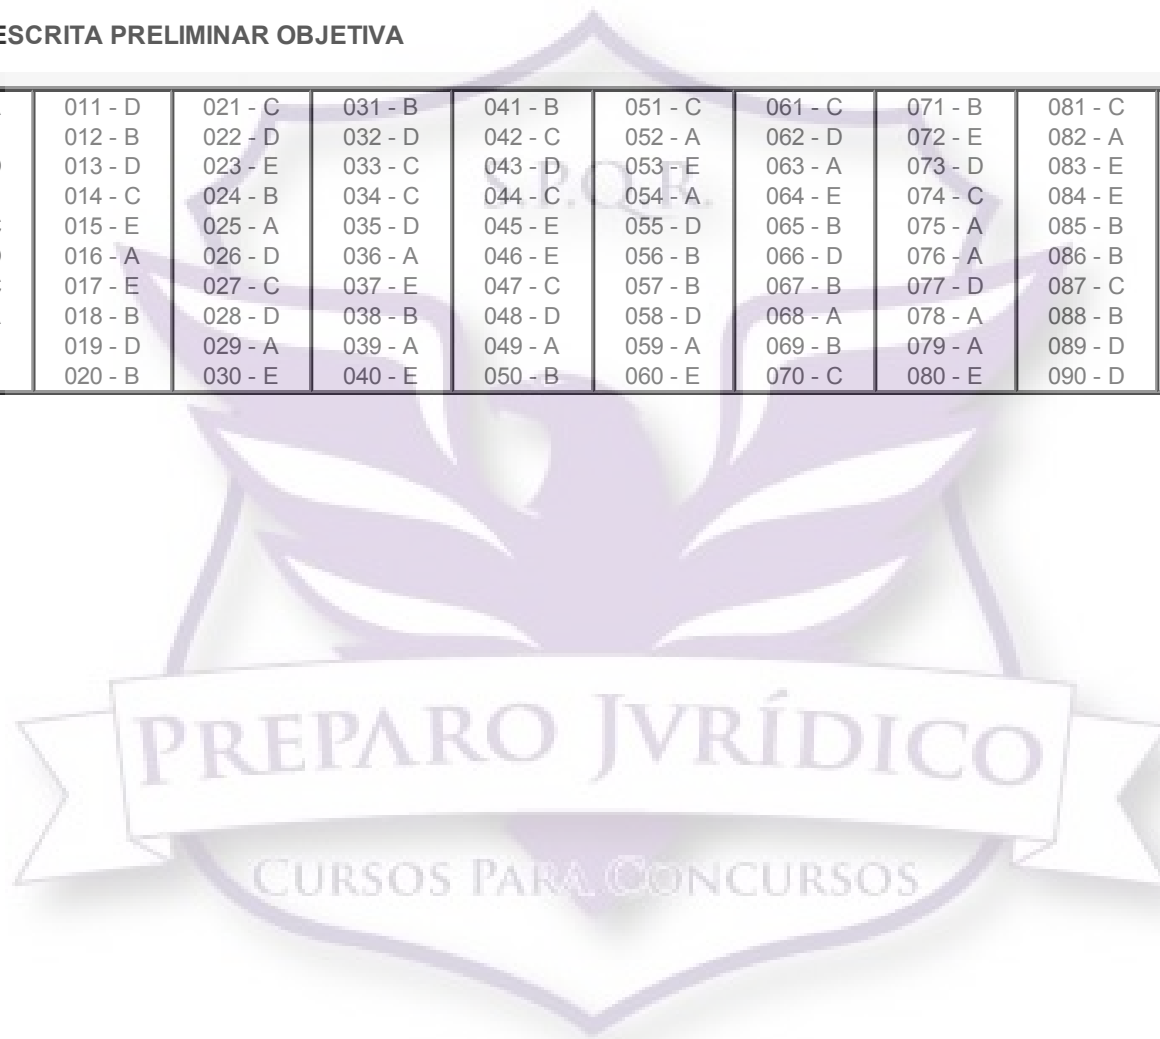 ESCRITA PRELIMINAR OBJETIVA
011 - D 021 - C 031 - B 041 - B 051 - C 061 - C 071 - B 081 - C
012 - B 022 - D 032 - D 042 - C 052 - A 062 - D 072 - E 082 - A
013 - D 023 - E 033 - C 043 - D 053 - E 063 - A 073 - D 083 - E
014 - C 024 - B 034 - C 044 - C 054 - A 064 - E 074 - C 084 - E
015 - E 025 - A 035 - D 045 - E 055 - D 065 - B 075 - A 085 - B
016 - A 026 - D 036 - A 046 - E 056 - B 066 - D 076 - A 086 - B
017 - E 027 - C 037 - E 047 - C 057 - B 067 - B 077 - D 087 - C
018 - B 028 - D 038 - B 048 - D 058 - D 068 - A 078 - A 088 - B
019 - D 029 - A 039 - A 049 - A 059 - A 069 - B 079 - A 089 - D
020 - B 030 - E 040 - E 050 - B 060 - E 070 - C 080 - E 090 - D
S.P.Q.R.
PREPARO JVRÍDICO
CURSOS PARA CONCURSOS